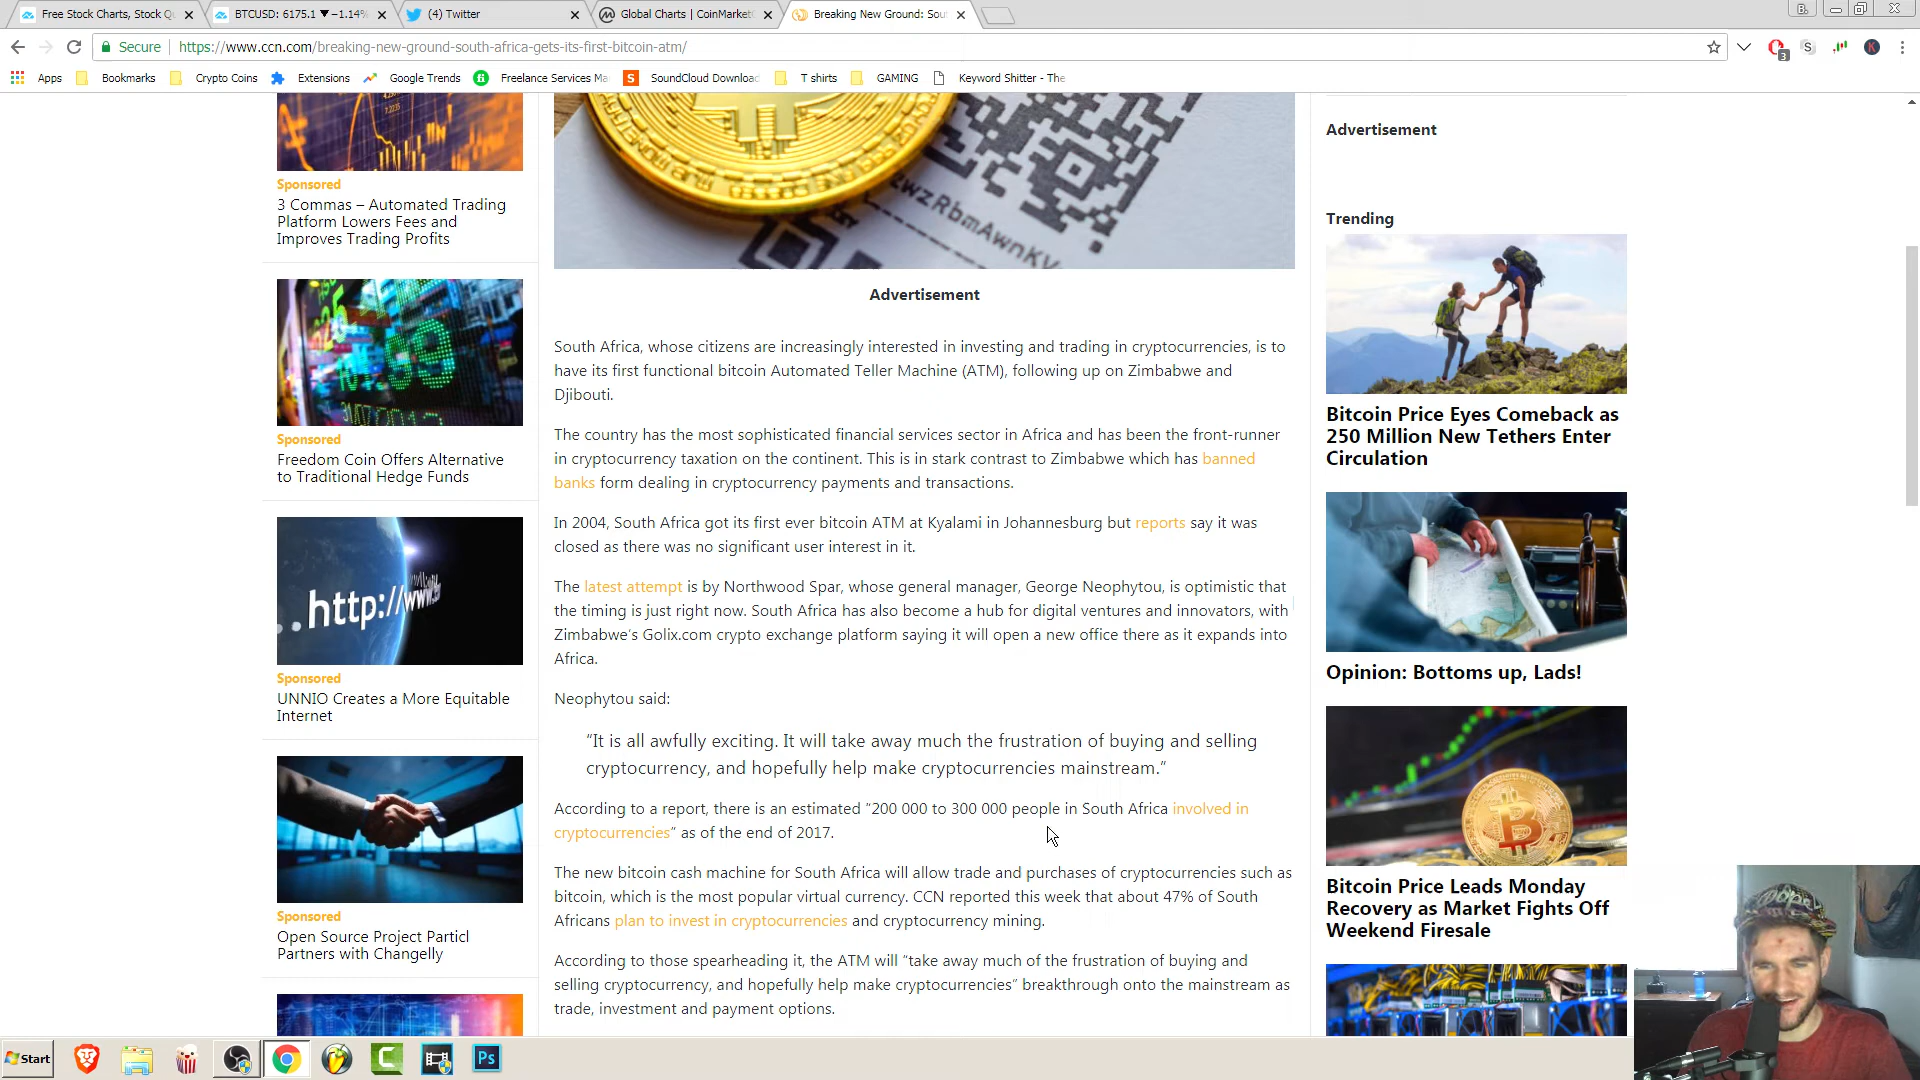 Free Stock Charts, Stock Q
BTCUSD: 6175.1 ▼−1.14%
(4) Twitter
Global Charts | CoinMarket
Breaking New Ground: Sou
Secure
https://www.ccn.com/breaking-new-ground-south-africa-gets-its-first-bitcoin-atm/
Apps
Bookmarks
Crypto Coins
Extensions
Google Trends
Freelance Services Ma
SoundCloud Download
T shirts
GAMING
Keyword Shitter - The
Sponsored
3 Commas – Automated Trading
Platform Lowers Fees and
Improves Trading Profits
Sponsored
Freedom Coin Offers Alternative
to Traditional Hedge Funds
..http://www.
Sponsored
UNNIO Creates a More Equitable
Internet
Sponsored
Open Source Project Particl
Partners with Changelly
wzRbmAwnKV
Advertisement
South Africa, whose citizens are increasingly interested in investing and trading in cryptocurrencies, is to
have its first functional bitcoin Automated Teller Machine (ATM), following up on Zimbabwe and
Djibouti.
The country has the most sophisticated financial services sector in Africa and has been the front-runner
in cryptocurrency taxation on the continent. This is in stark contrast to Zimbabwe which has banned
banks form dealing in cryptocurrency payments and transactions.
In 2004, South Africa got its first ever bitcoin ATM at Kyalami in Johannesburg but reports say it was
closed as there was no significant user interest in it.
The latest attempt is by Northwood Spar, whose general manager, George Neophytou, is optimistic that
the timing is just right now. South Africa has also become a hub for digital ventures and innovators, with
Zimbabwe's Golix.com crypto exchange platform saying it will open a new office there as it expands into
Africa.
Neophytou said:
“It is all awfully exciting. It will take away much the frustration of buying and selling
cryptocurrency, and hopefully help make cryptocurrencies mainstream.”
According to a report, there is an estimated “200 000 to 300 000 people in South Africa involved in
cryptocurrencies” as of the end of 2017.
The new bitcoin cash machine for South Africa will allow trade and purchases of cryptocurrencies such as
bitcoin, which is the most popular virtual currency. CCN reported this week that about 47% of South
Africans plan to invest in cryptocurrencies and cryptocurrency mining.
According to those spearheading it, the ATM will “take away much of the frustration of buying and
selling cryptocurrency, and hopefully help make cryptocurrencies” breakthrough onto the mainstream as
trade, investment and payment options.
Advertisement
Trending
Bitcoin Price Eyes Comeback as
250 Million New Tethers Enter
Circulation
Opinion: Bottoms up, Lads!
Bitcoin Price Leads Monday
Recovery as Market Fights Off
Weekend Firesale
Start
Ps